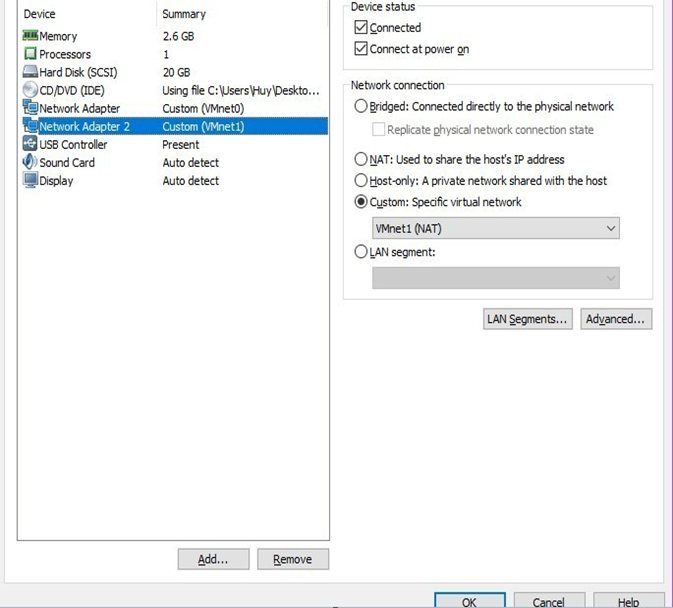 Device Summary
Memory 2.6 GB
Processors 1
Hard Disk (SCSI) 20 GB
CD/DVD (IDE) Using file C:\Users\Huy\Deskto...
Network Adapter Custom (VMnet0)
Network Adapter 2 Custom (VMnet1)
USB Controller Present
Sound Card Auto detect
Display Auto detect
Add... Remove
Device status
Connected
Connect at power on
Network connection
Bridged: Connected directly to the physical network
Replicate physical network connection state
NAT: Used to share the host's IP address
Host-only: A private network shared with the host
Custom: Specific virtual network
VMnet1 (NAT)
LAN segment:
LAN Segments... Advanced...
OK Cancel Help